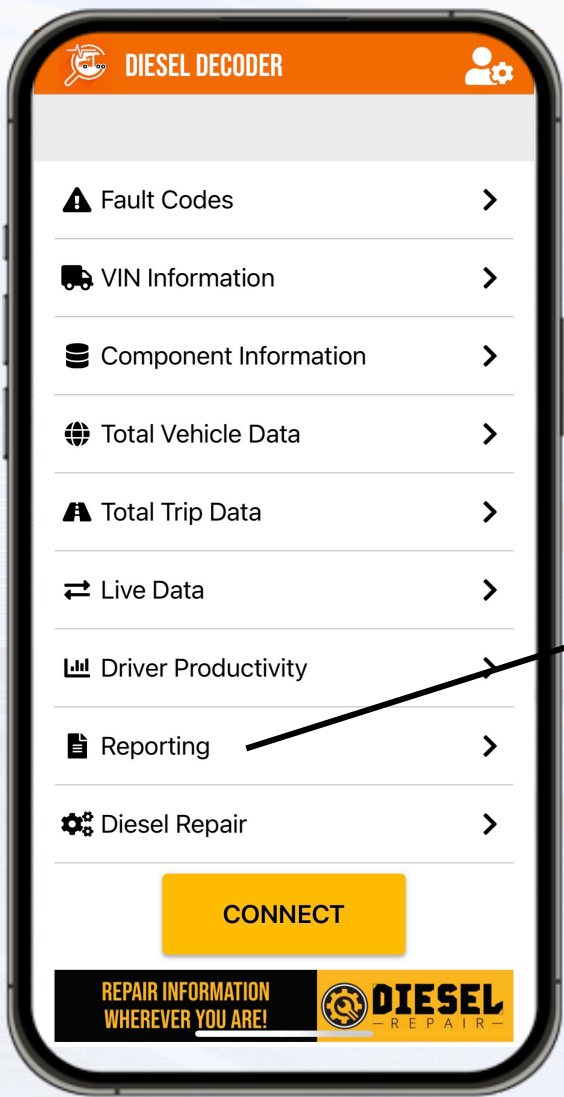 DIESEL DECODER
Fault Codes
VIN Information
Component Information
Total Vehicle Data
Total Trip Data
Live Data
Driver Productivity
Reporting
Diesel Repair
CONNECT
REPAIR INFORMATION
WHEREVER YOU ARE!
DIESEL
REPAIR